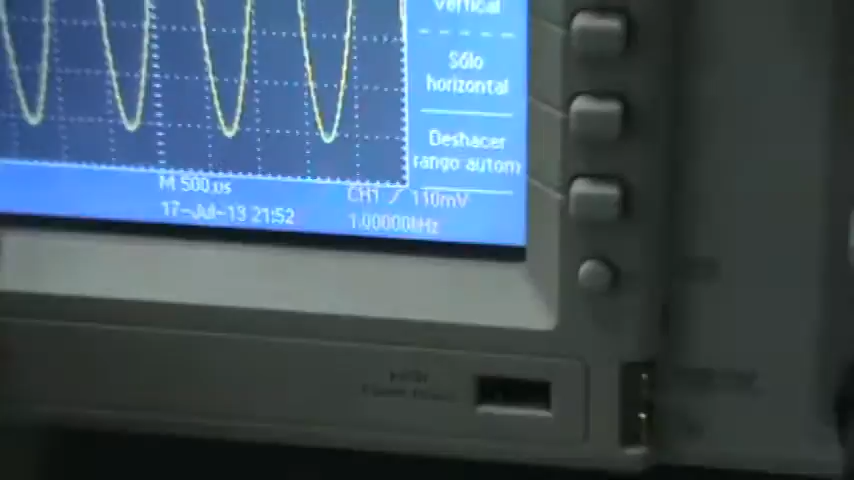 Vertical
Sólo
horizontal
Deshacer
rango autom
M 500us
CH1 / 110mV
17-Jul-13 21:52
1.00000kHz